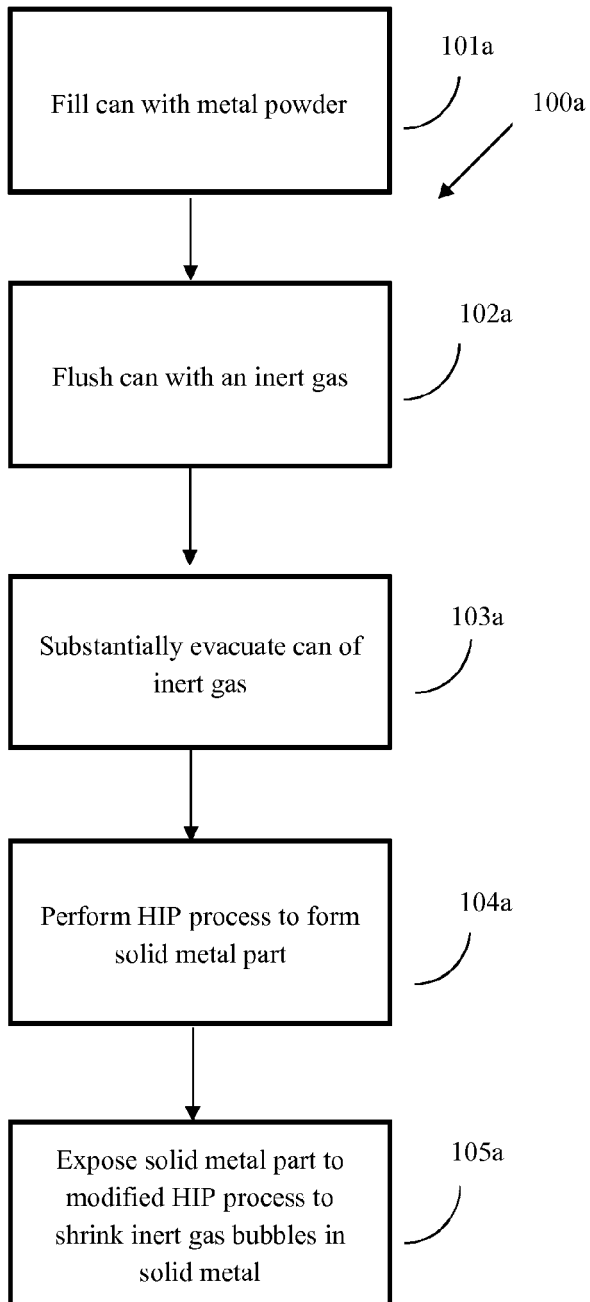 101a
Fill can with metal powder
100a
102a
Flush can with an inert gas
103a
Substantially evacuate can of
inert gas
104a
Perform HIP process to form
solid metal part
105a
Expose solid metal part to
modified HIP process to
shrink inert gas bubbles in
solid metal